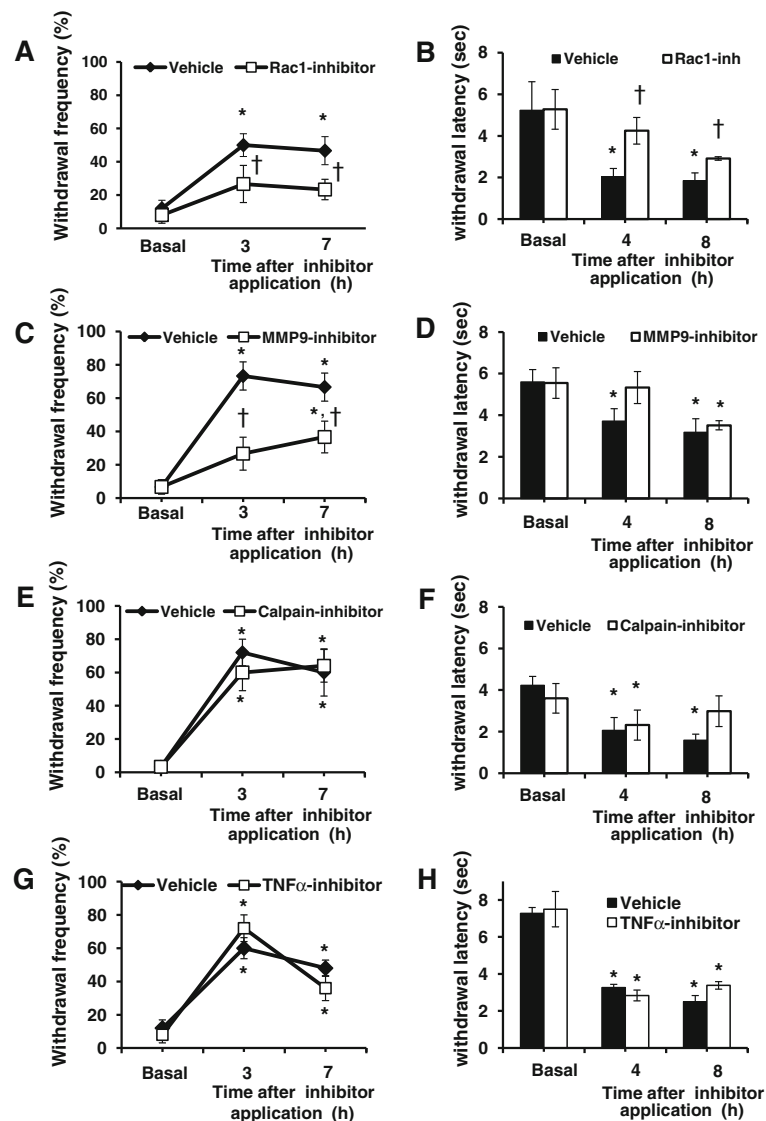 A
Withdrawal frequency (%)
Vehicle Rac1-inhibitor
100
80
60
40
20
0
* *
† †
Basal 3 7
Time after inhibitor
application (h)
B
withdrawal latency (sec)
Vehicle Rac1-inh
8
6
4
2
0
* † * †
Basal 4 8
Time after inhibitor
application (h)
C
Withdrawal frequency (%)
Vehicle MMP9-inhibitor
100
80
60
40
20
0
* *
† *, †
Basal 3 7
Time after inhibitor
application (h)
D
withdrawal latency (sec)
Vehicle MMP9-inhibitor
8
6
4
2
0
* * *
Basal 4 8
Time after inhibitor
application (h)
E
Withdrawal frequency (%)
Vehicle Calpain-inhibitor
100
80
60
40
20
0
* *
* *
Basal 3 7
Time after inhibitor
application (h)
F
withdrawal latency (sec)
Vehicle Calpain-inhibitor
8
6
4
2
0
* * *
Basal 4 8
Time after inhibitor
application (h)
G
Withdrawal frequency (%)
Vehicle TNFα-inhibitor
100
80
60
40
20
0
* *
* *
Basal 3 7
Time after inhibitor
application (h)
H
withdrawal latency (sec)
Vehicle
TNFα-inhibitor
8
6
4
2
0
* * * *
Basal 4 8
Time after inhibitor
application (h)